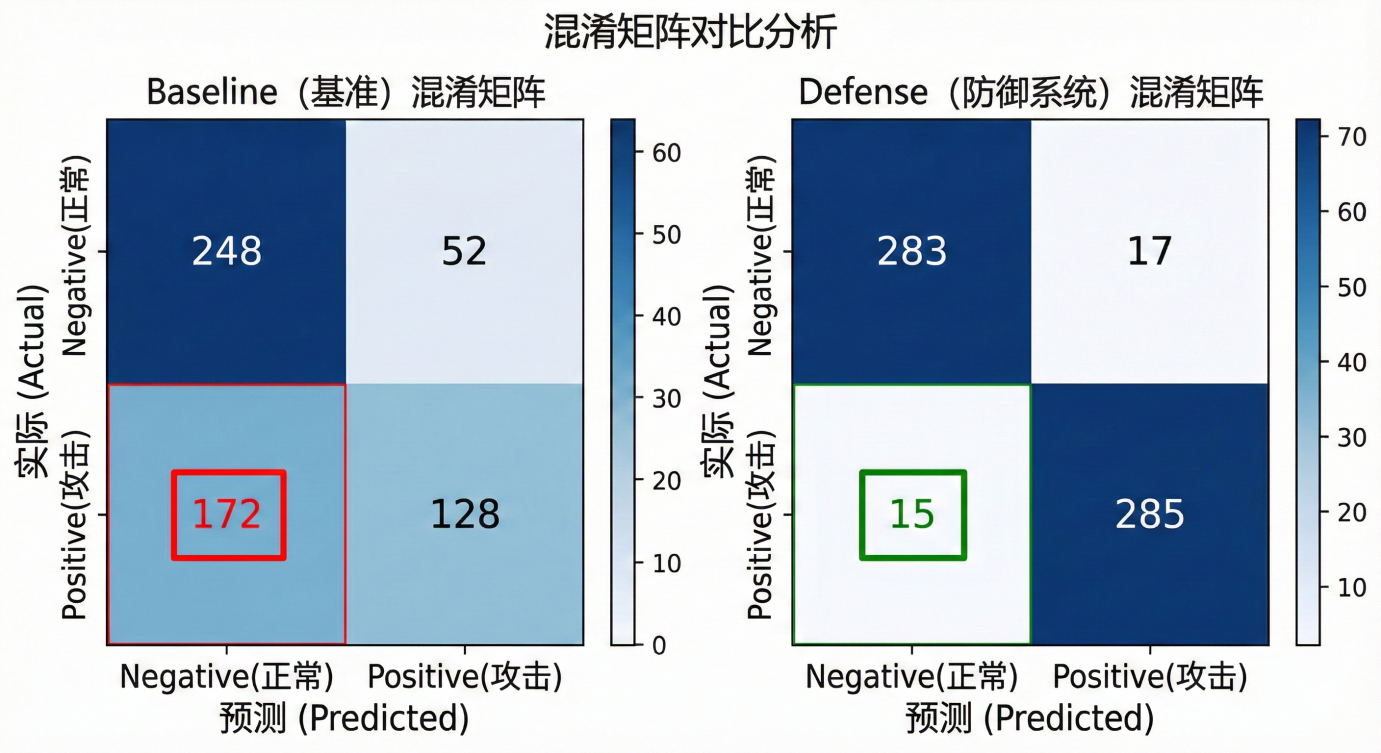 混淆矩阵对比分析
Baseline（基准）混淆矩阵
实际 (Actual)
Negative(正常)
Positive(攻击)
248
52
172
128
Negative(正常)
Positive(攻击)
预测 (Predicted)
60
50
40
30
20
10
0
Defense（防御系统）混淆矩阵
实际 (Actual)
Negative(正常)
Positive(攻击)
283
17
15
285
Negative(正常)
Positive(攻击)
预测 (Predicted)
70
60
50
40
30
20
10